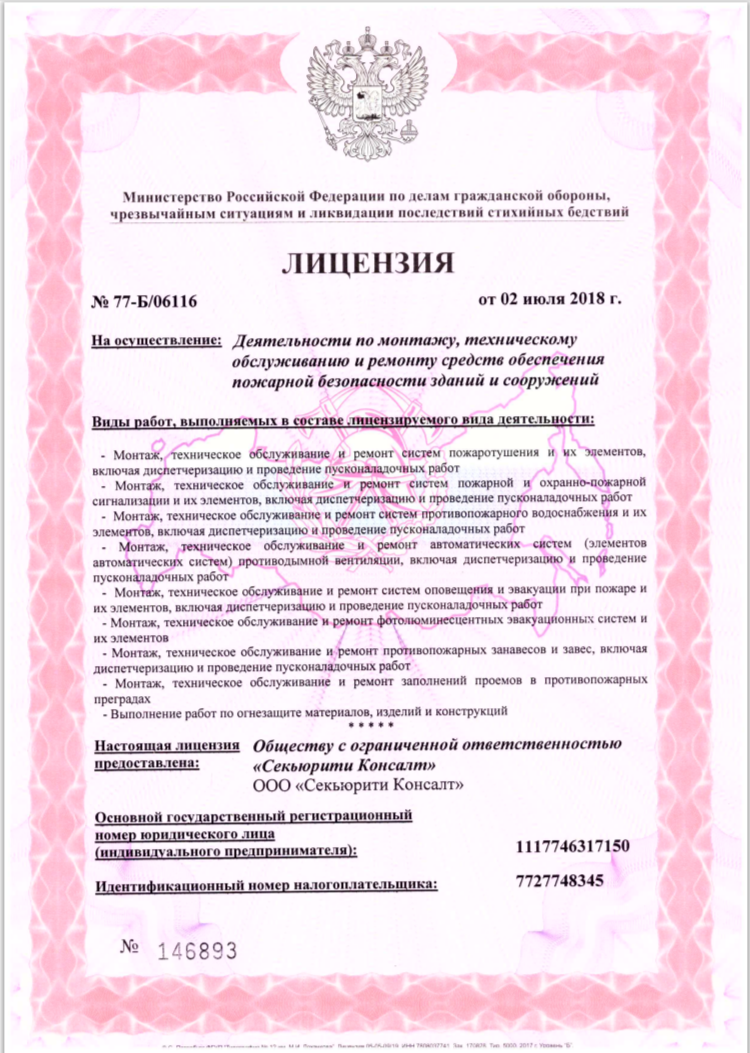 Министерство Российской Федерации по делам гражданской обороны,
чрезвычайным ситуациям и ликвидации последствий стихийных бедствий
ЛИЦЕНЗИЯ
№ 77-Б/06116 от 02 июля 2018 г.
На осуществление: Деятельности по монтажу, техническому
обслуживанию и ремонту средств обеспечения
пожарной безопасности зданий и сооружений
Виды работ, выполняемых в составе лицензируемого вида деятельности:
- Монтаж, техническое обслуживание и ремонт систем пожаротушения и их элементов,
включая диспетчеризацию и проведение пусконаладочных работ
- Монтаж, техническое обслуживание и ремонт систем пожарной и охранно-пожарной
сигнализации и их элементов, включая диспетчеризацию и проведение пусконаладочных работ
- Монтаж, техническое обслуживание и ремонт систем противопожарного водоснабжения и их
элементов, включая диспетчеризацию и проведение пусконаладочных работ
- Монтаж, техническое обслуживание и ремонт автоматических систем (элементов
автоматических систем) противодымной вентиляции, включая диспетчеризацию и проведение
пусконаладочных работ
- Монтаж, техническое обслуживание и ремонт систем оповещения и эвакуации при пожаре и
их элементов, включая диспетчеризацию и проведение пусконаладочных работ
- Монтаж, техническое обслуживание и ремонт фотолюминесцентных эвакуационных систем и
их элементов
- Монтаж, техническое обслуживание и ремонт противопожарных занавесов и завес, включая
диспетчеризацию и проведение пусконаладочных работ
- Монтаж, техническое обслуживание и ремонт заполнений проемов в противопожарных
преградах
- Выполнение работ по огнезащите материалов, изделий и конструкций
* * * * *
Настоящая лицензия Обществу с ограниченной ответственностью
предоставлена: «Секьюрити Консалт»
ООО «Секьюрити Консалт»
Основной государственный регистрационный
номер юридического лица
(индивидуального предпринимателя): 1117746317150
Идентификационный номер налогоплательщика: 7727748345
№ 146893